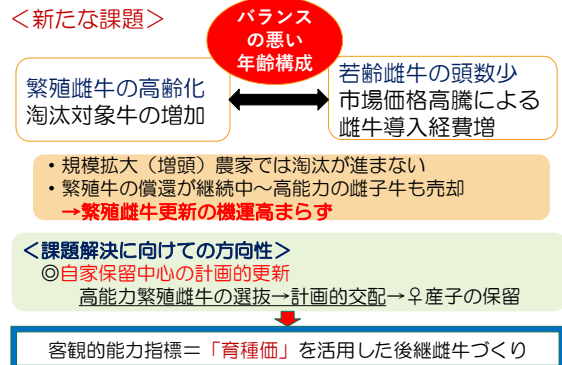 ＜新たな課題＞
バランス
の悪い
年齢構成
繁殖雌牛の高齢化
淘汰対象牛の増加
若齢雌牛の頭数少
市場価格高騰による
雌牛導入経費増
・規模拡大（増頭）農家では淘汰が進まない
・繁殖牛の償還が継続中～高能力の雌子牛も売却
→繁殖雌牛更新の機運高まらず
＜課題解決に向けての方向性＞
◎自家保留中心の計画的更新
高能力繁殖雌牛の選抜→計画的交配→♀産子の保留
客観的能力指標＝「育種価」を活用した後継雌牛づくり